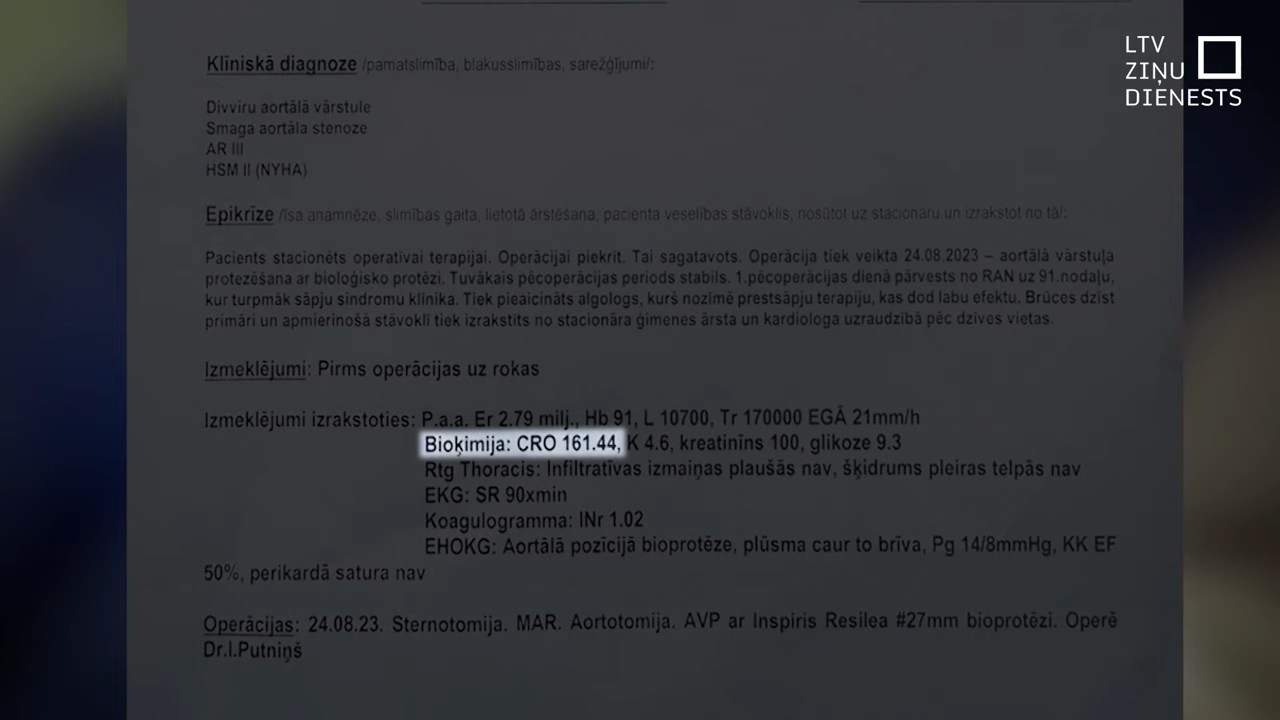 LTV
ZIŅU
DIENESTS
Klīniskā diagnoze /pamatslimība, blakusslimības, sarežģījumi/:
Divviru aortālā vārstule
Smaga aortāla stenoze
AR III
HSM II (NYHA)
Epikrīze /īsa anamnēze, slimības gaita, lietotā ārstēšana, pacienta veselības stāvoklis, nosūtot uz stacionāru un izrakstot no tā/:
Pacients stacionēts operatīvai terapijai. Operācijai piekrīt. Tai sagatavots. Operācija tiek veikta 24.08.2023 – aortālā vārstuļa
protezēšana ar bioloģisko protēzi. Tuvākais pēcoperācijas periods stabils. 1.pēcoperācijas dienā pārvests no RAN uz 91.nodaļu,
kur turpmāk sāpju sindromu klīnika. Tiek pieaicināts algologs, kurš nozīmē prestsāpju terapiju, kas dod labu efektu. Brūces dzīst
primāri un apmierinošā stāvoklī tiek izrakstīts no stacionāra ģimenes ārsta un kardiologa uzraudzībā pēc dzīves vietas.
Izmeklējumi: Pirms operācijas uz rokas
Izmeklējumi izrakstoties: P.a.a. Er 2.79 milj., Hb 91, L 10700, Tr 170000 EGĀ 21mm/h
Bioķimija: CRO 161.44, K 4.6, kreatinīns 100, glikoze 9.3
Rtg Thoracis: Infiltratīvas izmaiņas plaušās nav, šķidrums pleiras telpās nav
EKG: SR 90xmin
Koagulogramma: INr 1.02
EHOKG: Aortālā pozīcijā bioprotēze, plūsma caur to brīva, Pg 14/8mmHg, KK EF
50%, perikardā satura nav
Operācijas: 24.08.23. Sternotomija. MAR. Aortotomija. AVP ar Inspiris Resilea #27mm bioprotēzi. Operē
Dr.I.Putniņš